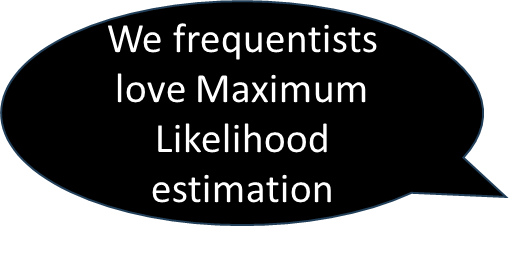 We frequentists
love Maximum
Likelihood
estimation